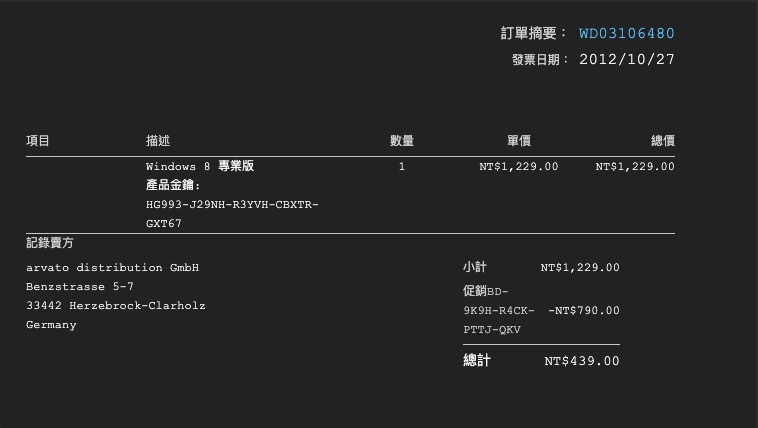 訂單摘要： WD03106480
發票日期： 2012/10/27
項目 描述 數量 單價 總價
Windows 8 專業版 1 NT$1,229.00 NT$1,229.00
產品金鑰:
HG993-J29NH-R3YVH-CBXTR-
GXT67
記錄賣方
arvato distribution GmbH
Benzstrasse 5-7
33442 Herzebrock-Clarholz
Germany
小計 NT$1,229.00
促銷BD-
9K9H-R4CK- -NT$790.00
PTTJ-QKV
總計 NT$439.00